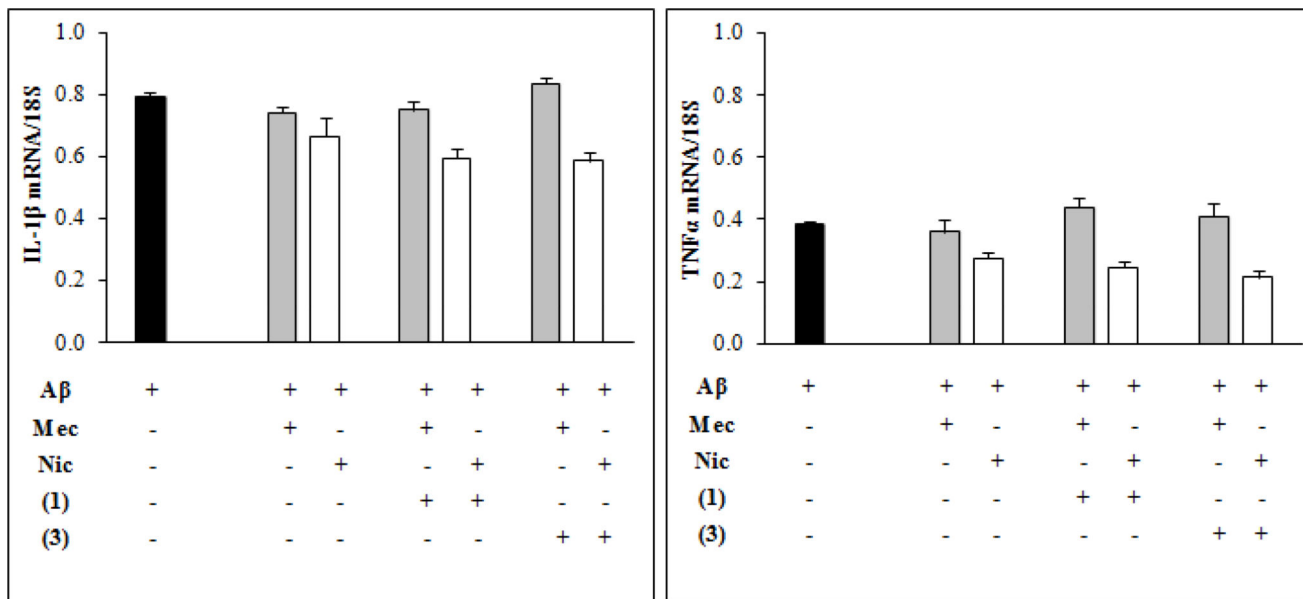 IL-1β mRNA/18S
1.0
0.8
0.6
0.4
0.2
0.0
Aβ + + + + + + +
Mec - + - + - + -
Nic - - + - + - +
(1) - - - + + - -
(3) - - - - - + +
TNFα mRNA/18S
1.0
0.8
0.6
0.4
0.2
0.0
Aβ + + + + + + +
Mec - + - + - + -
Nic - - + - + - +
(1) - - - + + - -
(3) - - - - - + +